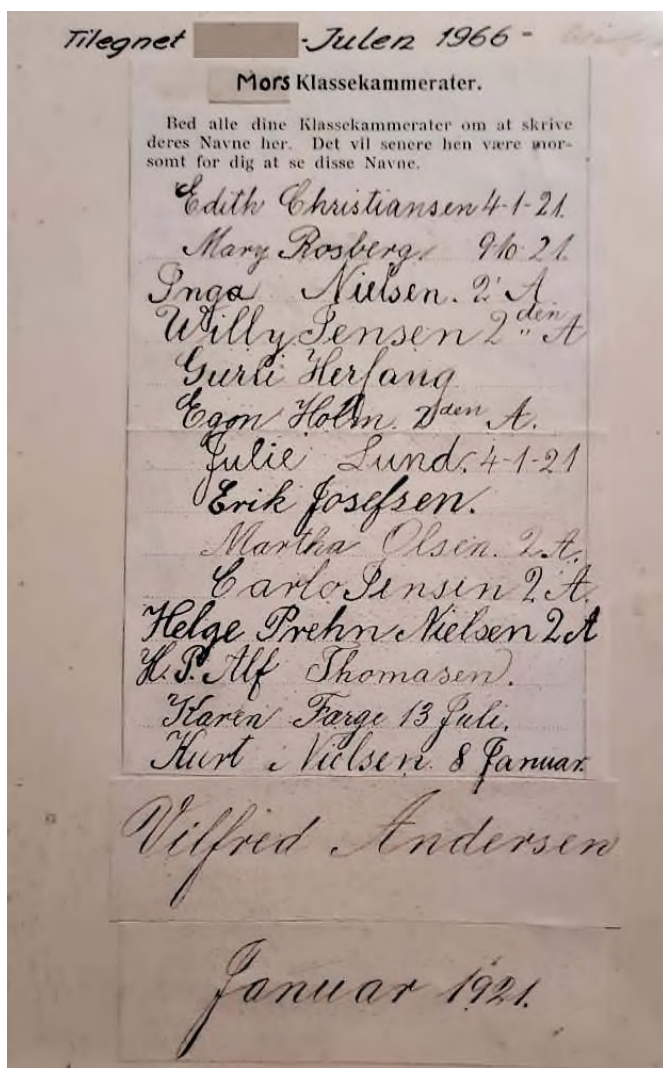 Tilegnet -Julen 1966-
Mors Klassekammerater.
Bed alle dine Klassekammerater om at skrive
deres Navne her. Det vil senere hen være mor-
somt for dig at se disse Navne.
Edith Christiansen 4-1-21.
Mary Rosberg. 9-10-21.
Inga Nielsen. 2' A.
Willy Jensen 2den A
Gurli Herfang
Egon Holm. 2den A.
Julie Lund. 4-1-21
Erik Josefsen.
Martha Olsen. 2 A.
Carlo Jensen 2' A.
Helge Prehn Nielsen 2 A
H. P. Alf Thomasen.
Karen Farge 13 Juli.
Kurt Nielsen. 8 Januar.
Vilfred Andersen
Januar 1921.